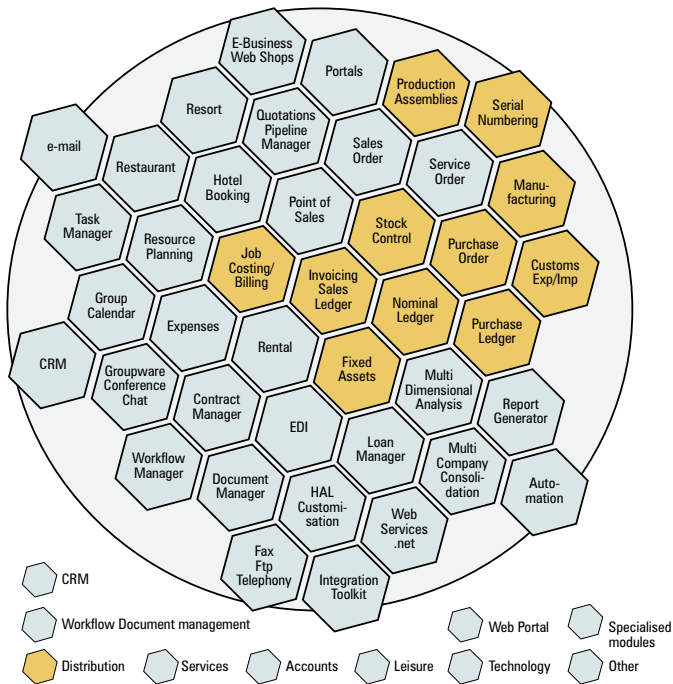 E-Business
Web Shops
Portals
Production
Assemblies
Serial
Numbering
Resort
Quotations
Pipeline
Manager
Sales
Order
Service
Order
Manu-
facturing
e-mail
Restaurant
Hotel
Booking
Point of
Sales
Stock
Control
Purchase
Order
Customs
Exp/Imp
Task
Manager
Resource
Planning
Job
Costing/
Billing
Invoicing
Sales
Ledger
Nominal
Ledger
Purchase
Ledger
Group
Calendar
Expenses
Rental
Fixed
Assets
Multi
Dimensional
Analysis
Report
Generator
CRM
Groupware
Conference
Chat
Contract
Manager
EDI
Loan
Manager
Multi
Company
Consoli-
dation
Auto-
mation
Workflow
Manager
Document
Manager
HAL
Customi-
sation
Web
Services
.net
Fax
Ftp
Telephony
Integration
Toolkit
CRM
Workflow Document management
Web Portal
Specialised
modules
Distribution
Services
Accounts
Leisure
Technology
Other